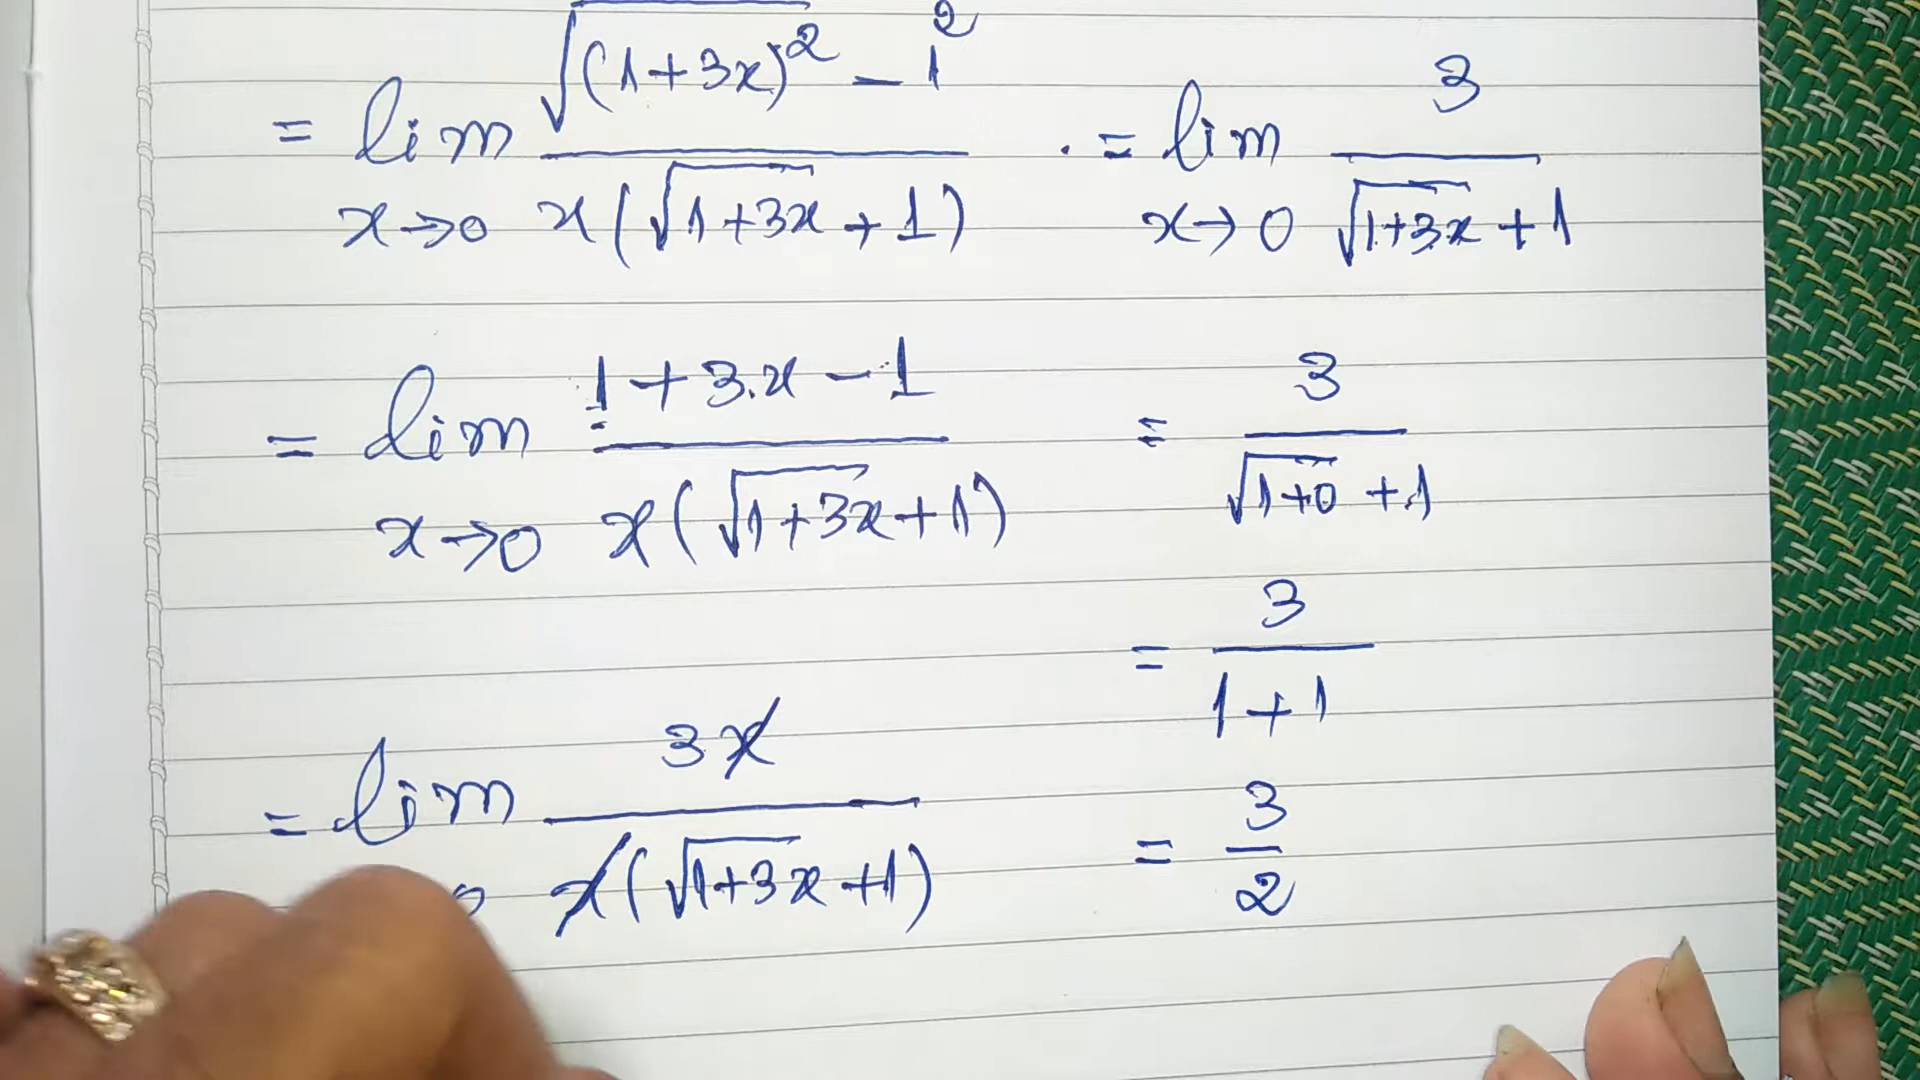 = lim x→0 √(1+3x)² − 1² / x(√1+3x + 1)
= lim x→0 1+3.x − 1 / x(√1+3x+1)
= lim 3x / x(√1+3x+1)
. = lim x→0 3 / √1+3x + 1
= 3 / √1+0 + 1
= 3 / 1+1
= 3 / 2